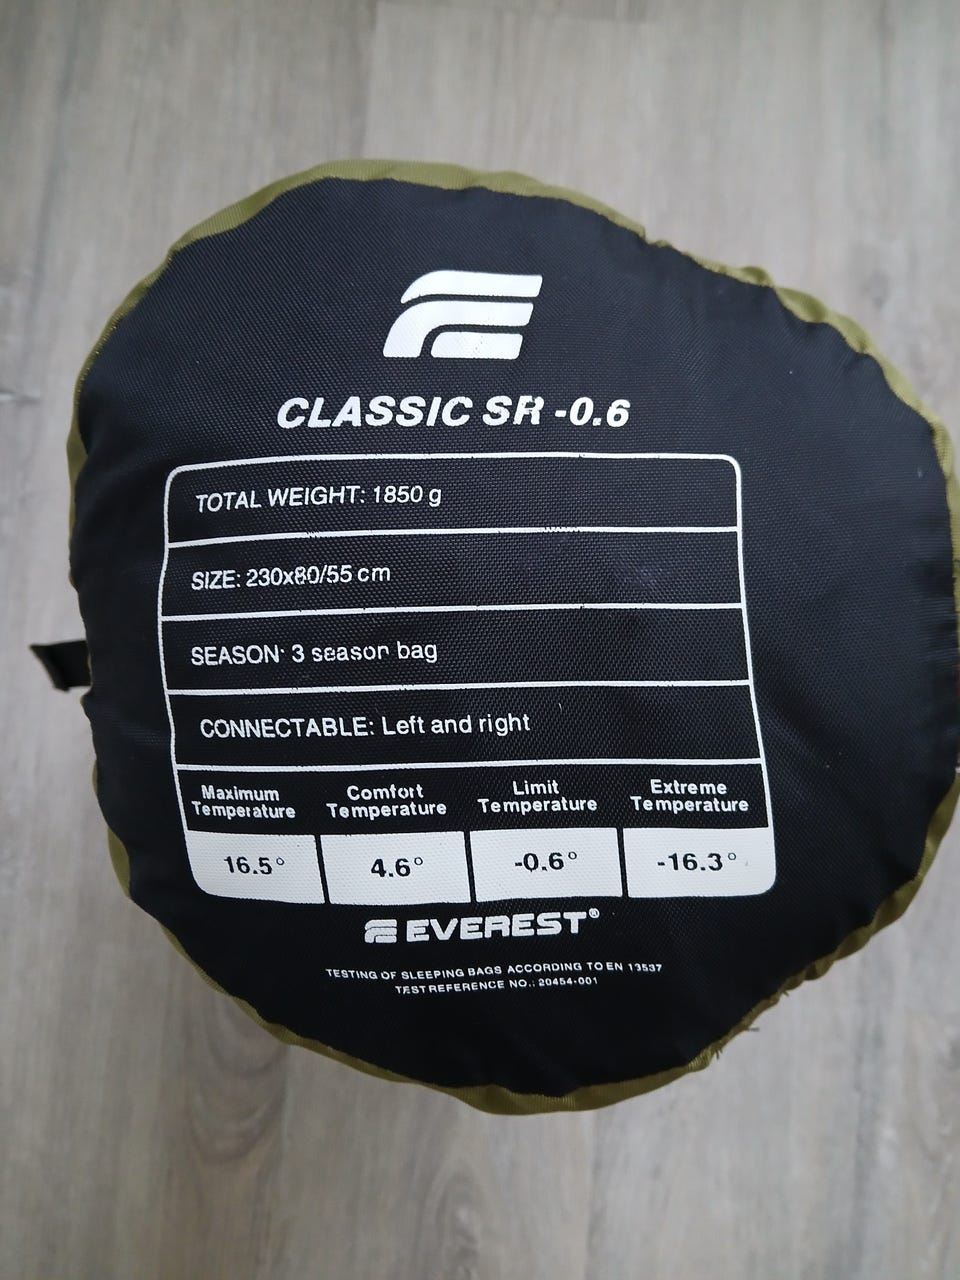 CLASSIC SR -0.6
TOTAL WEIGHT: 1850 g
SIZE: 230x80/55 cm
SEASON: 3 season bag
CONNECTABLE: Left and right
Maximum Temperature
Comfort Temperature
Limit Temperature
Extreme Temperature
16.5° 4.6° -0.6° -16.3°
EVEREST®
TESTING OF SLEEPING BAGS ACCORDING TO EN 13537
TEST REFERENCE NO.: 20454-001